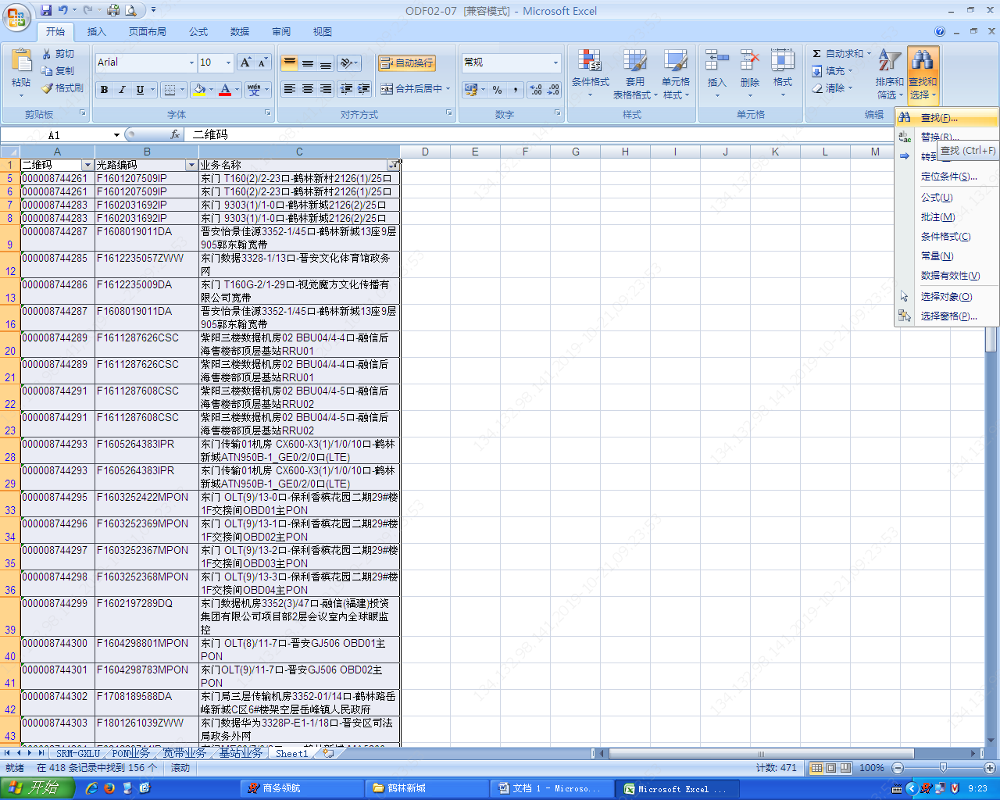 ODF02-07 [兼容模式] - Microsoft Excel
开始 插入 页面布局 公式 数据 审阅 视图
粘贴 剪切 复制 格式刷 剪贴板
Arial 10 B I U wén 文 字体
自动换行 合并后居中 对齐方式
常规 % , 数字
条件格式 套用表格格式 单元格样式 样式
插入 删除 格式 单元格
Σ 自动求和 填充 清除 排序和筛选 查找和选择 编辑
查找(F)...
替换(R)...
查找 (Ctrl+F)
转到
定位条件(S)...
公式(U)
批注(M)
条件格式(C)
常量(N)
数据有效性(V)
选择对象(O)
选择窗格(P)...
A1 fx 二维码
A B C D E F G H I J K L M
1 二维码 光路编码 业务名称
5 000008744261 F1601207509IP 东门 T160(2)/2-23口-鹤林新村2126(1)/25口
6 000008744261 F1601207509IP 东门 T160(2)/2-23口-鹤林新村2126(1)/25口
7 000008744283 F1602031692IP 东门 9303(1)/1-0口-鹤林新城2126(2)/25口
8 000008744283 F1602031692IP 东门 9303(1)/1-0口-鹤林新城2126(2)/25口
9 000008744287 F1608019011DA 晋安怡景佳源3352-1/45口-鹤林新城13座9层
905郭东翰宽带
12 000008744285 F1612235057ZWW 东门数据3328-1/13口-晋安文化体育馆政务
网
13 000008744286 F1612235009DA 东门 T160G-2/1-29口-视觉魔方文化传播有
限公司宽带
16 000008744287 F1608019011DA 晋安怡景佳源3352-1/45口-鹤林新城13座9层
905郭东翰宽带
20 000008744289 F1611287626CSC 紫阳三楼数据机房02 BBU04/4-4口-融信后
海售楼部顶层基站RRU01
21 000008744289 F1611287626CSC 紫阳三楼数据机房02 BBU04/4-4口-融信后
海售楼部顶层基站RRU01
22 000008744291 F1611287608CSC 紫阳三楼数据机房02 BBU04/4-5口-融信后
海售楼部顶层基站RRU02
23 000008744291 F1611287608CSC 紫阳三楼数据机房02 BBU04/4-5口-融信后
海售楼部顶层基站RRU02
28 000008744293 F1605264383IPR 东门传输01机房 CX600-X3(1)/1/0/10口-鹤林
新城ATN950B-1_GE0/2/0口(LTE)
29 000008744293 F1605264383IPR 东门传输01机房 CX600-X3(1)/1/0/10口-鹤林
新城ATN950B-1_GE0/2/0口(LTE)
33 000008744295 F1603252422MPON 东门 OLT(9)/13-0口-保利香槟花园二期29#楼
1F交接间OBD01主PON
34 000008744296 F1603252369MPON 东门 OLT(9)/13-1口-保利香槟花园二期29#楼
1F交接间OBD02主PON
35 000008744297 F1603252367MPON 东门 OLT(9)/13-2口-保利香槟花园二期29#楼
1F交接间OBD03主PON
36 000008744298 F1603252368MPON 东门 OLT(9)/13-3口-保利香槟花园二期29#楼
1F交接间OBD04主PON
39 000008744299 F1602197289DQ 东门数据机房3352(3)/47口-融信(福建)投资
集团有限公司项目部2层会议室内全球眼监
控
40 000008744300 F1604298801MPON 东门 OLT(8)/11-7口-晋安GJ506 OBD01主
PON
41 000008744301 F1604298783MPON 东门OLT(9)/11-7口-晋安GJ506 OBD02主
PON
42 000008744302 F1708189588DA 东门局三层传输机房3352-01/14口-鹤林路岳
峰新城C区6#楼架空层岳峰镇人民政府
43 000008744303 F1801261039ZWW 东门数据华为3328P-E1-1/18口-晋安区司法
局政务外网
SRM-GXLU PON业务 宽带业务 基站业务 Sheet1
就绪 在 418 条记录中找到 156 个 滚动 计数: 471 100%
开始 商务领航 鹤林新城 文档 1 - Microso... Microsoft Excel ... 9:23
134.132.98.141,2019-10-21,09:23:53